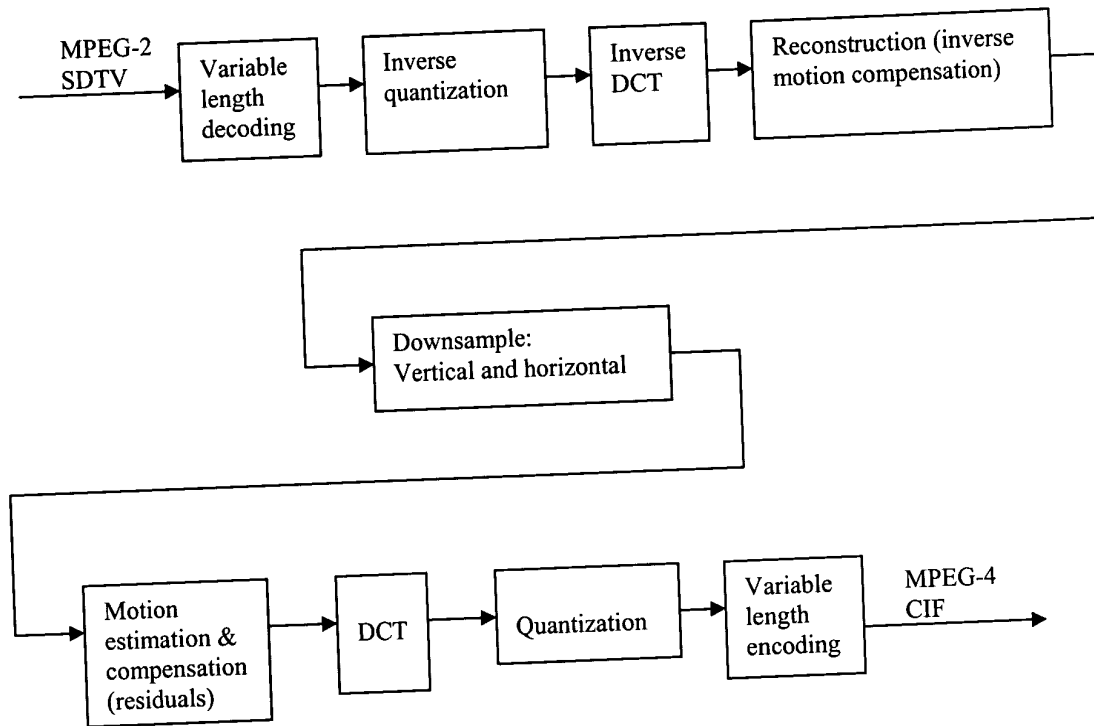 MPEG-2
SDTV
Variable
length
decoding
Inverse
quantization
Inverse
DCT
Reconstruction (inverse
motion compensation)
Downsample:
Vertical and horizontal
Motion
estimation &
compensation
(residuals)
DCT
Quantization
Variable
length
encoding
MPEG-4
CIF